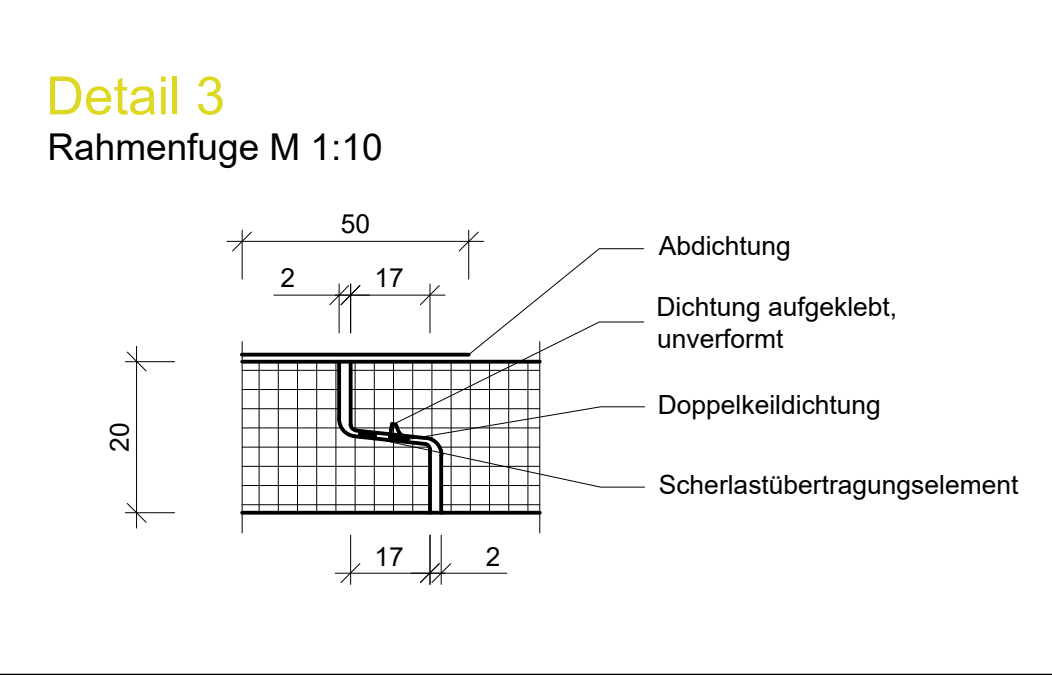 Detail 3
Rahmenfuge M 1:10
50
2
17
Abdichtung
Dichtung aufgeklebt,
unverformt
Doppelkeildichtung
20
Scherlastübertragungselement
17
2